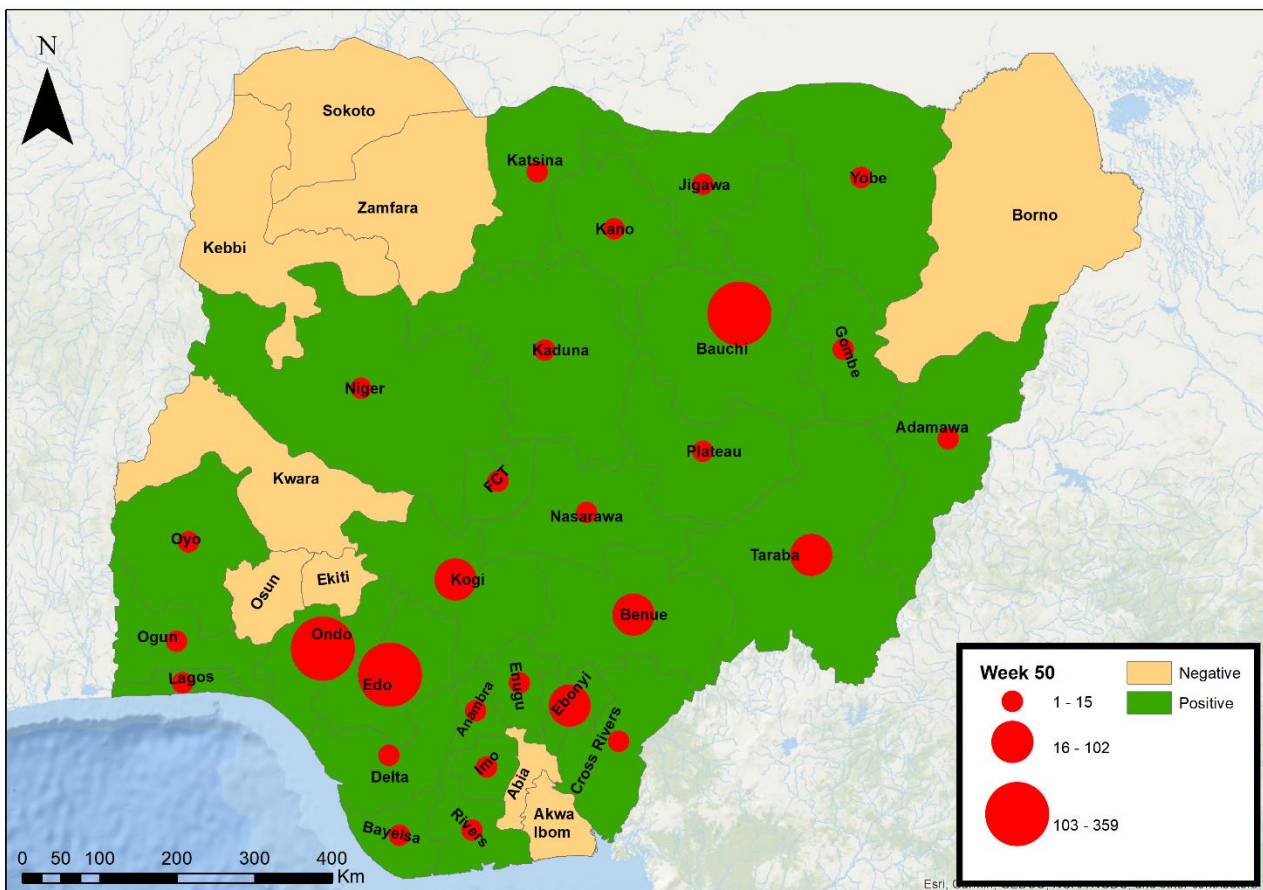 N
Sokoto
Katsina
Jigawa
Yobe
Zamfara
Borno
Kano
Kebbi
Kaduna
Bauchi
Gombe
Niger
Adamawa
Plateau
Kwara
FCT
Nasarawa
Oyo
Taraba
Kogi
Ekiti
Osun
Benue
Ondo
Ogun
Edo
Lagos
Enugu
Ebonyi
Anambra
Cross Rivers
Delta
Imo
Abia
Akwa
Ibom
Bayelsa
Rivers
Week 50
1 - 15
16 - 102
103 - 359
Negative
Positive
0 50 100 200 300 400
Km
Esri,